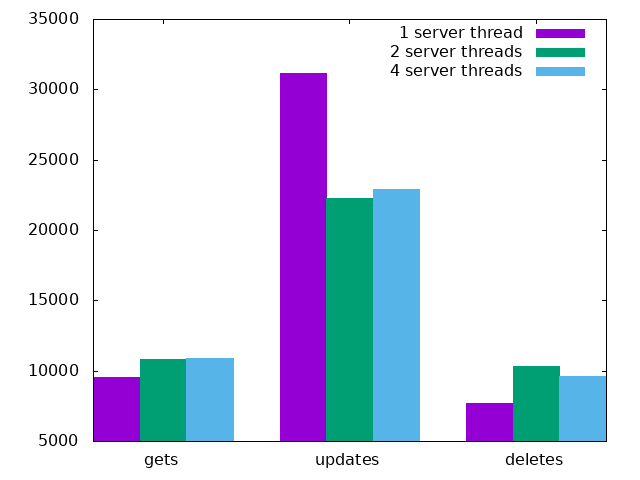 35000
30000
25000
20000
15000
10000
5000
1 server thread
2 server threads
4 server threads
gets
updates
deletes